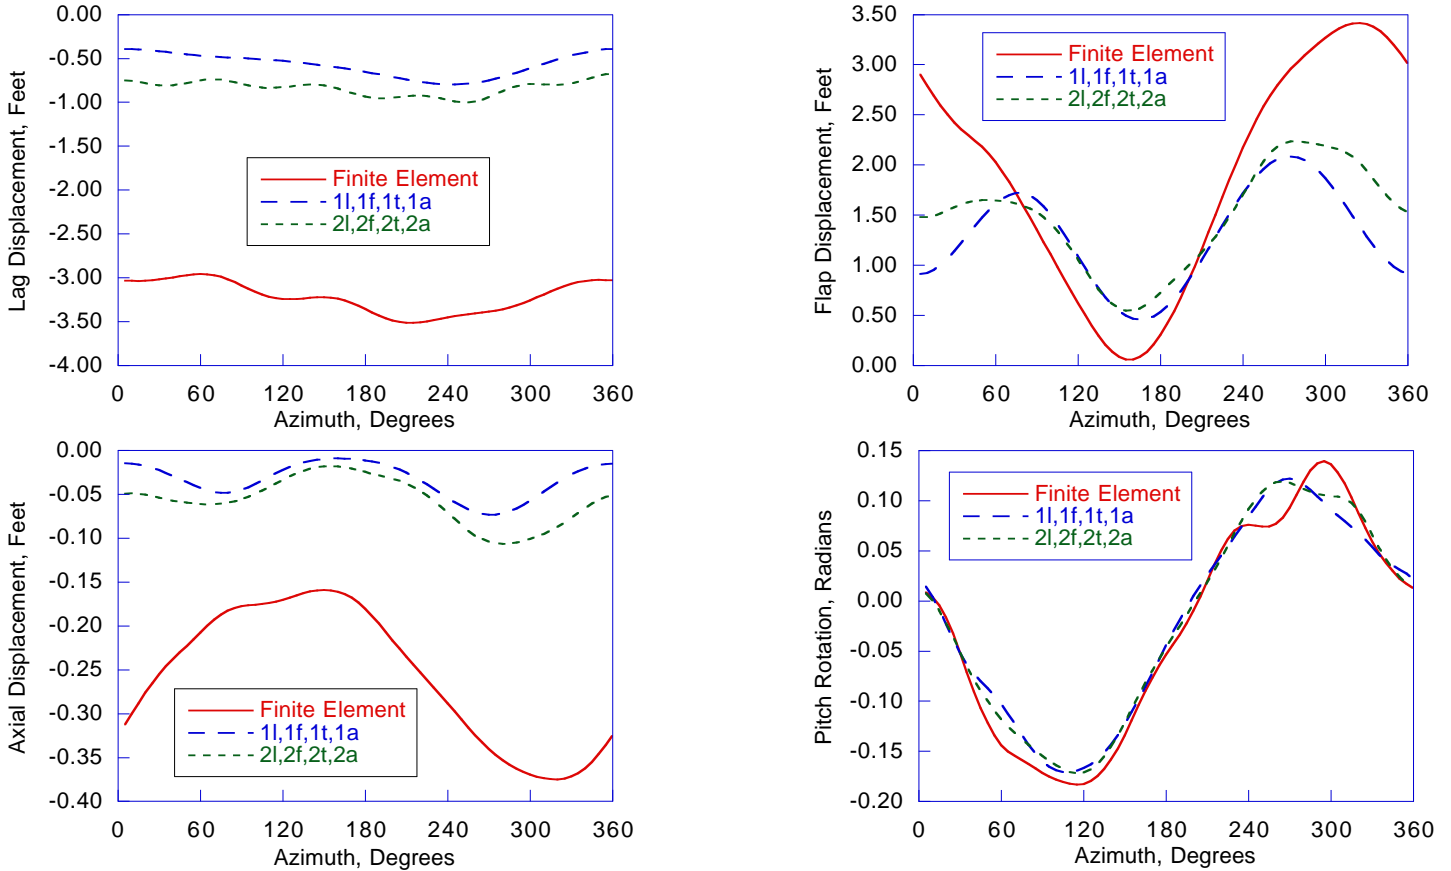 0.00
-0.50
-1.00
-1.50
-2.00
-2.50
-3.00
-3.50
-4.00
Lag Displacement, Feet
Finite Element
1l,1f,1t,1a
2l,2f,2t,2a
0 60 120 180 240 300 360
Azimuth, Degrees
3.50
3.00
2.50
2.00
1.50
1.00
0.50
0.00
Flap Displacement, Feet
Finite Element
1l,1f,1t,1a
2l,2f,2t,2a
0 60 120 180 240 300 360
Azimuth, Degrees
0.00
-0.05
-0.10
-0.15
-0.20
-0.25
-0.30
-0.35
-0.40
Axial Displacement, Feet
Finite Element
1l,1f,1t,1a
2l,2f,2t,2a
0 60 120 180 240 300 360
Azimuth, Degrees
0.15
0.10
0.05
0.00
-0.05
-0.10
-0.15
-0.20
Pitch Rotation, Radians
Finite Element
1l,1f,1t,1a
2l,2f,2t,2a
0 60 120 180 240 300 360
Azimuth, Degrees